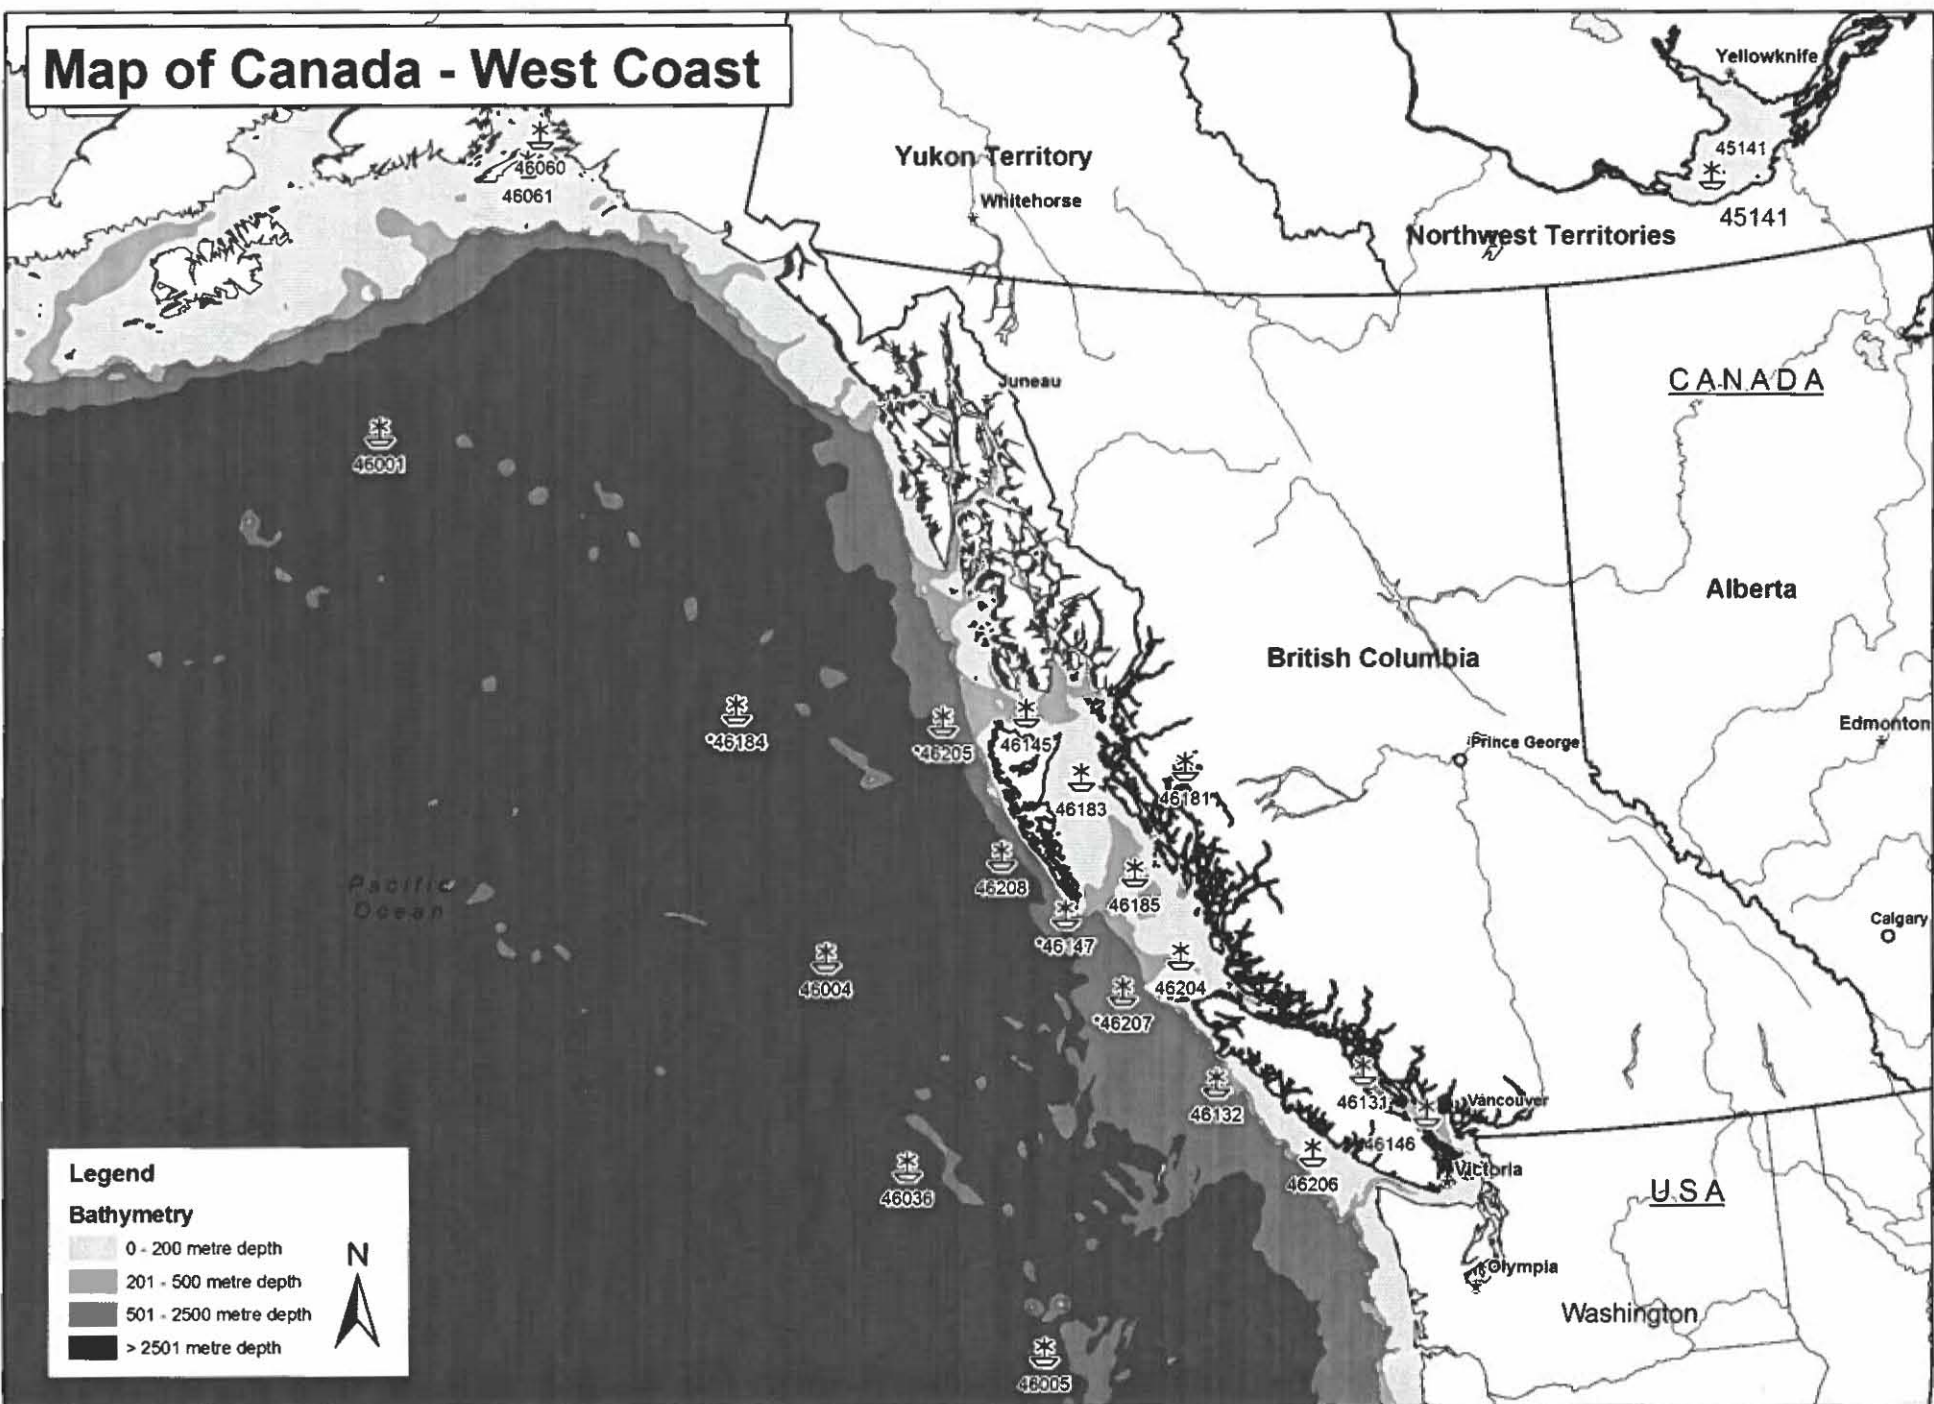 Map of Canada - West Coast
Yellowknife
45141
45141
46060
46061
Yukon Territory
Whitehorse
Northwest Territories
CANADA
Juneau
46001
Alberta
British Columbia
Edmonton
Prince George
*46184
*46205
46145
46183
46181
46208
46185
Pacific
Ocean
Calgary
*46147
46004
46204
*46207
46132
46131
Vancouver
46146
Victoria
46206
46036
USA
Olympia
Washington
46005
Legend
Bathymetry
0 - 200 metre depth
201 - 500 metre depth
501 - 2500 metre depth
> 2501 metre depth
N